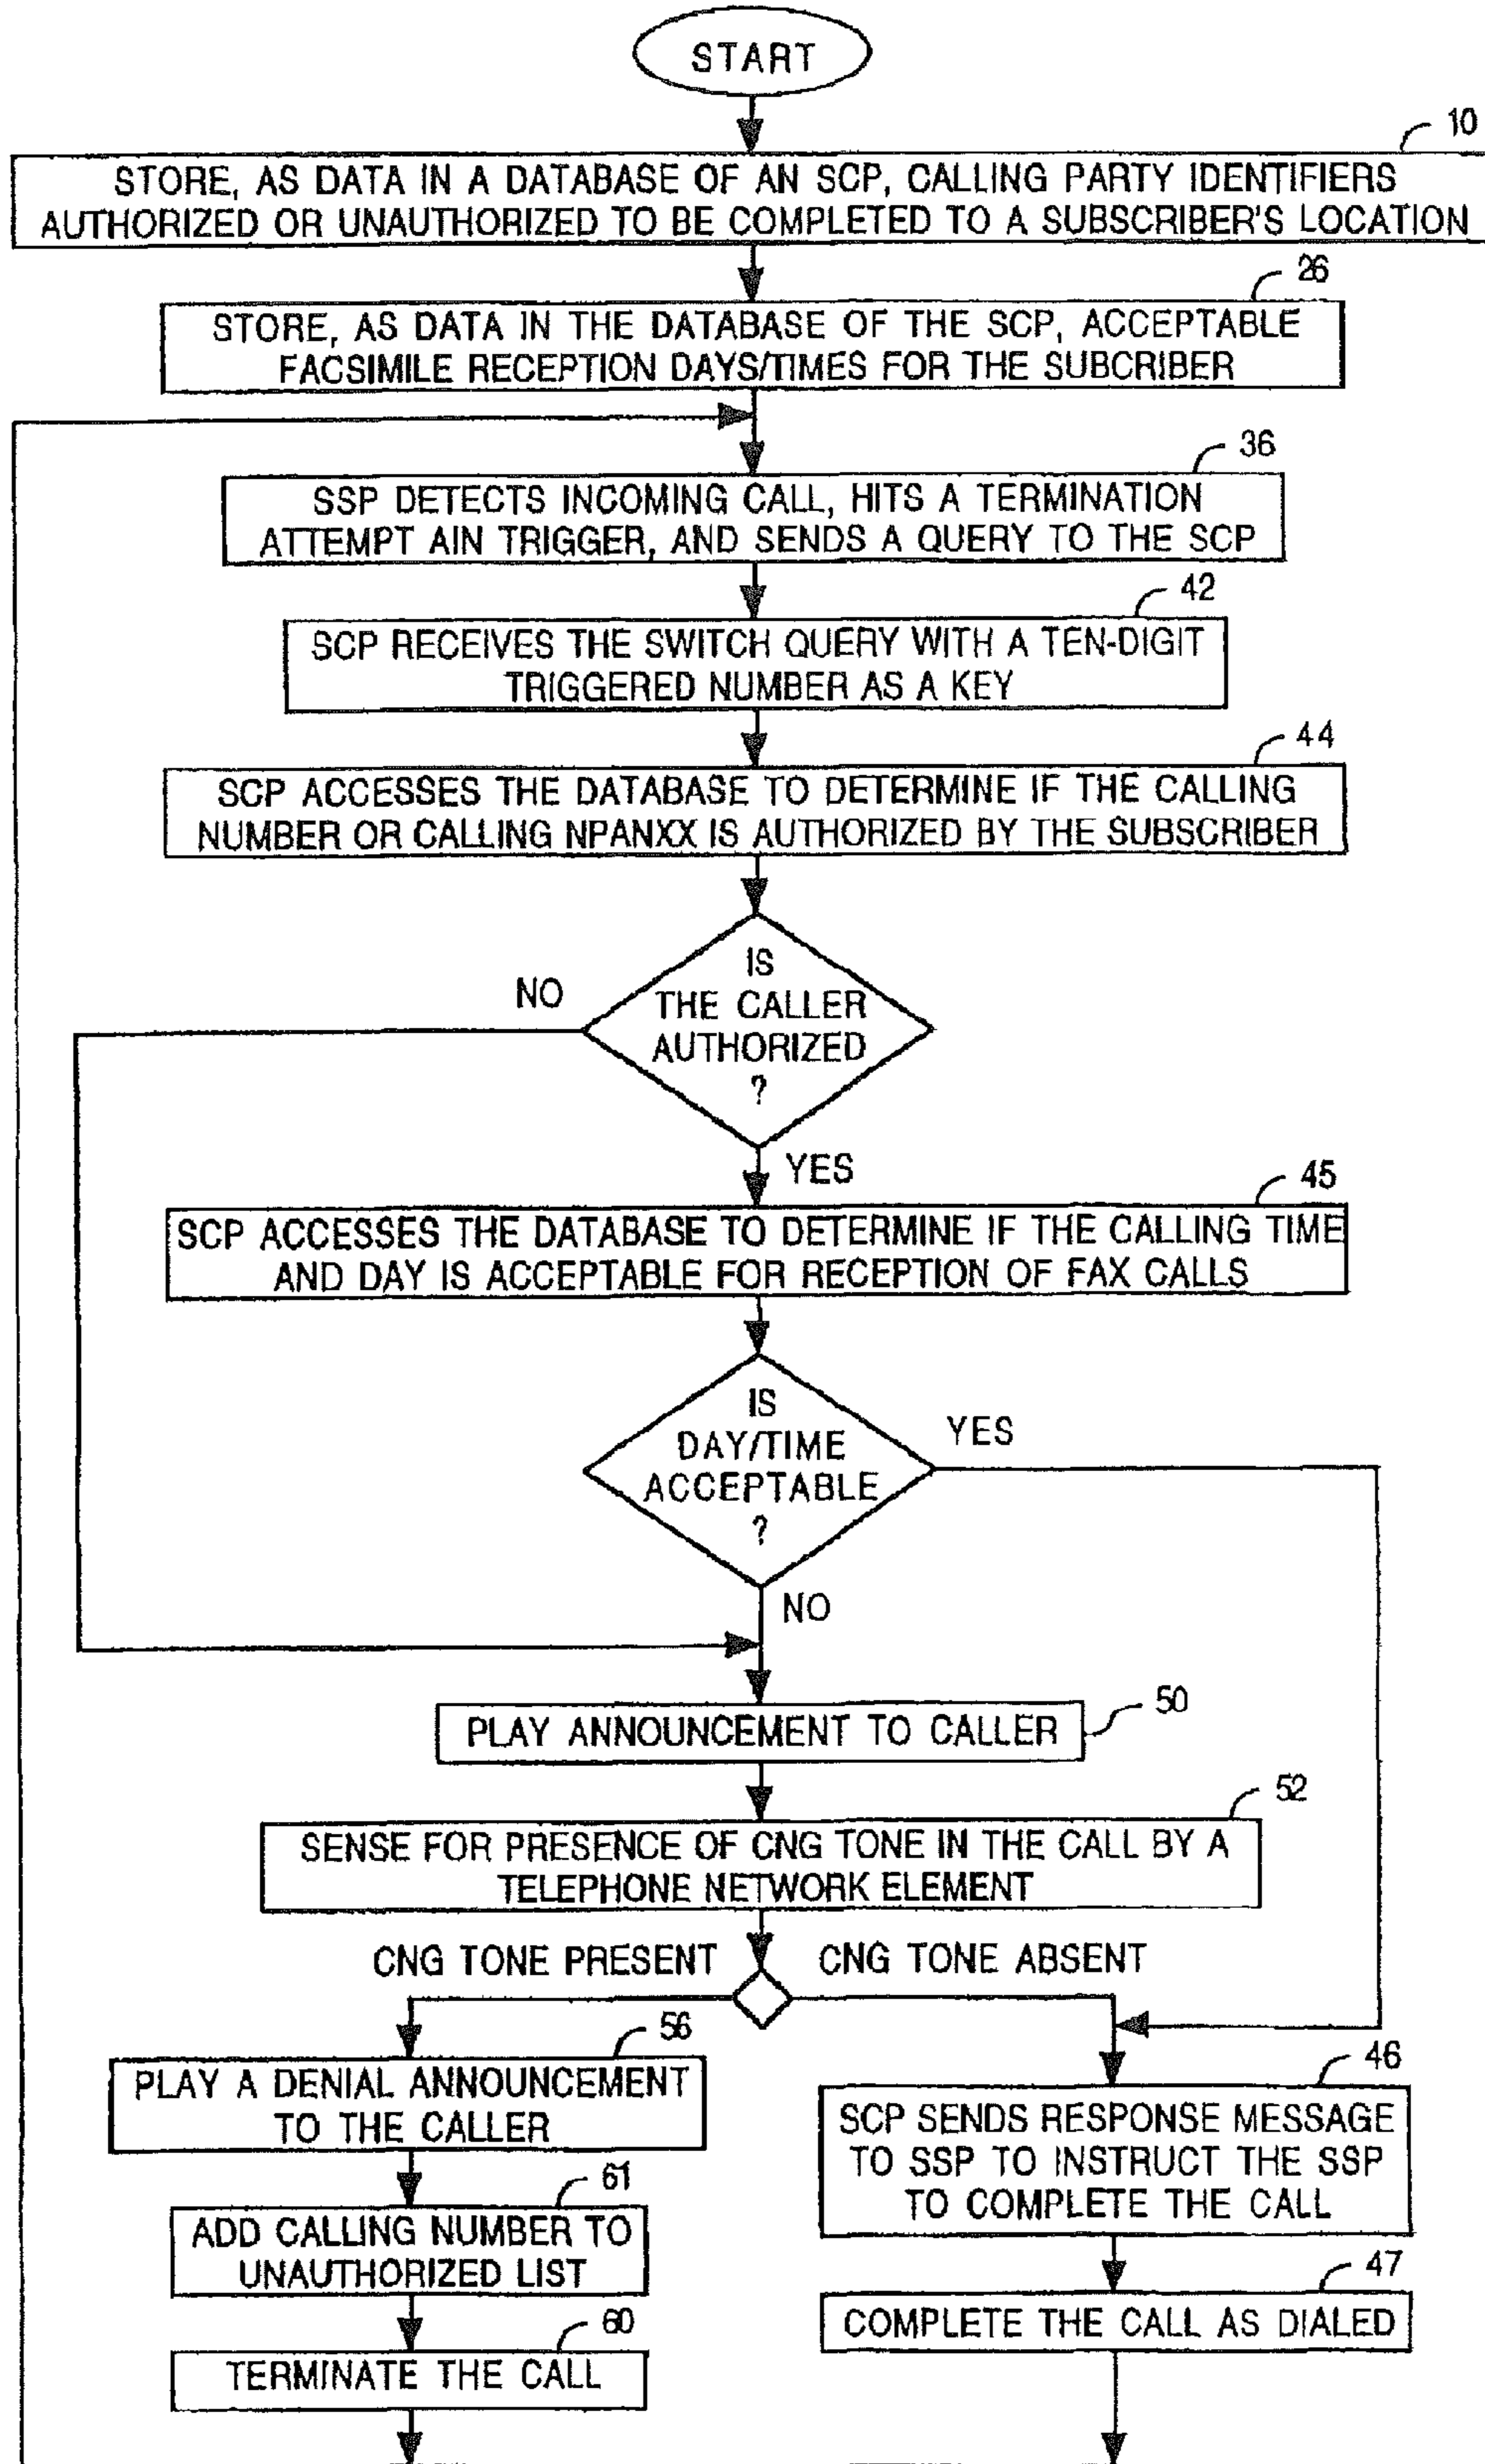 START
10
STORE, AS DATA IN A DATABASE OF AN SCP, CALLING PARTY IDENTIFIERS
AUTHORIZED OR UNAUTHORIZED TO BE COMPLETED TO A SUBSCRIBER'S LOCATION
26
STORE, AS DATA IN THE DATABASE OF THE SCP, ACCEPTABLE
FACSIMILE RECEPTION DAYS/TIMES FOR THE SUBCRIBER
36
SSP DETECTS INCOMING CALL, HITS A TERMINATION
ATTEMPT AIN TRIGGER, AND SENDS A QUERY TO THE SCP
42
SCP RECEIVES THE SWITCH QUERY WITH A TEN-DIGIT
TRIGGERED NUMBER AS A KEY
44
SCP ACCESSES THE DATABASE TO DETERMINE IF THE CALLING
NUMBER OR CALLING NPANXX IS AUTHORIZED BY THE SUBSCRIBER
NO
IS
THE CALLER
AUTHORIZED
?
YES
45
SCP ACCESSES THE DATABASE TO DETERMINE IF THE CALLING TIME
AND DAY IS ACCEPTABLE FOR RECEPTION OF FAX CALLS
IS
DAY/TIME
ACCEPTABLE
?
YES
NO
50
PLAY ANNOUNCEMENT TO CALLER
52
SENSE FOR PRESENCE OF CNG TONE IN THE CALL BY A
TELEPHONE NETWORK ELEMENT
CNG TONE PRESENT
CNG TONE ABSENT
56
PLAY A DENIAL ANNOUNCEMENT
TO THE CALLER
46
SCP SENDS RESPONSE MESSAGE
TO SSP TO INSTRUCT THE SSP
TO COMPLETE THE CALL
61
ADD CALLING NUMBER TO
UNAUTHORIZED LIST
47
COMPLETE THE CALL AS DIALED
60
TERMINATE THE CALL